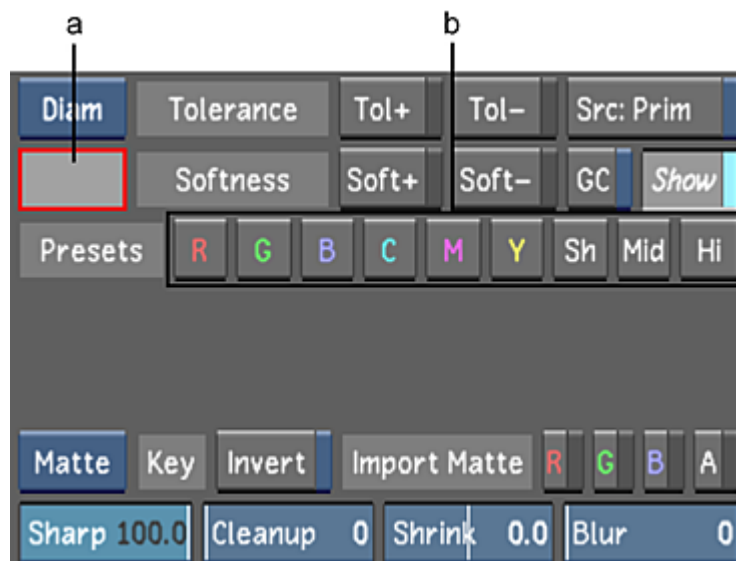 a b
Diam Tolerance Tol+ Tol- Src: Prim
Softness Soft+ Soft- GC Show
Presets R G B C M Y Sh Mid Hi
Matte Key Invert Import Matte R G B A
Sharp 100.0 Cleanup 0 Shrink 0.0 Blur 0